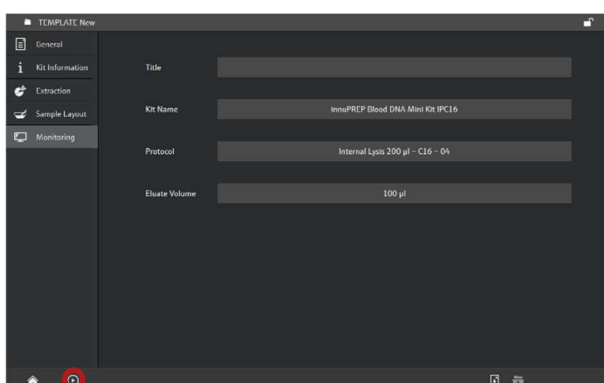 TEMPLATE New
General
Kit Information
Extraction
Sample Layout
Monitoring
Title
Kit Name innuPREP Blood DNA Mini Kit IPC16
Protocol Internal Lysis 200 µl – C16 – 04
Eluate Volume 100 µl